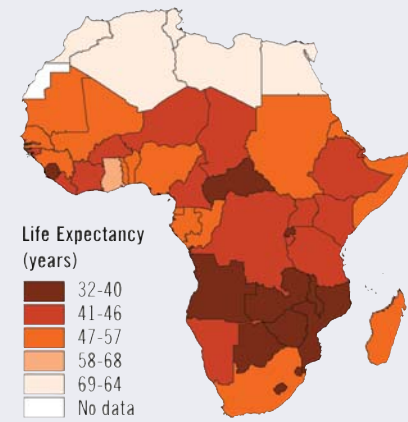 Life Expectancy
(years)
32-40
41-46
47-57
58-68
69-64
No data